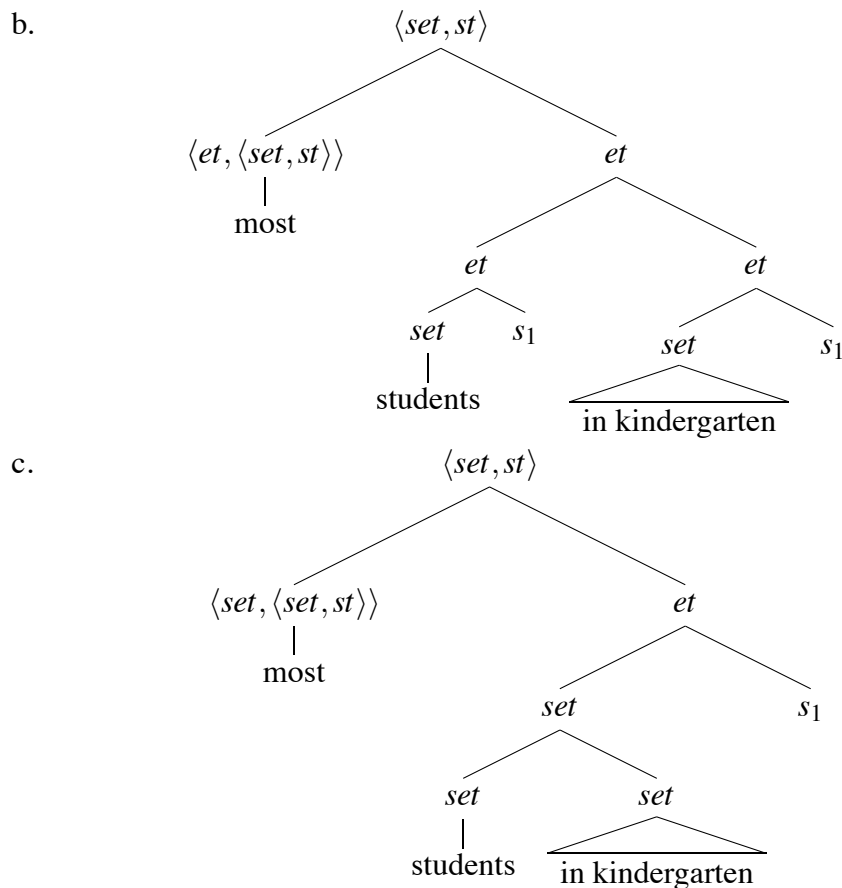 b.
⟨set, st⟩
⟨et, ⟨set, st⟩⟩ et
most
et et
set s₁ set s₁
students in kindergarten
c.
⟨set, st⟩
⟨set, ⟨set, st⟩⟩ et
most
set s₁
set set
students in kindergarten